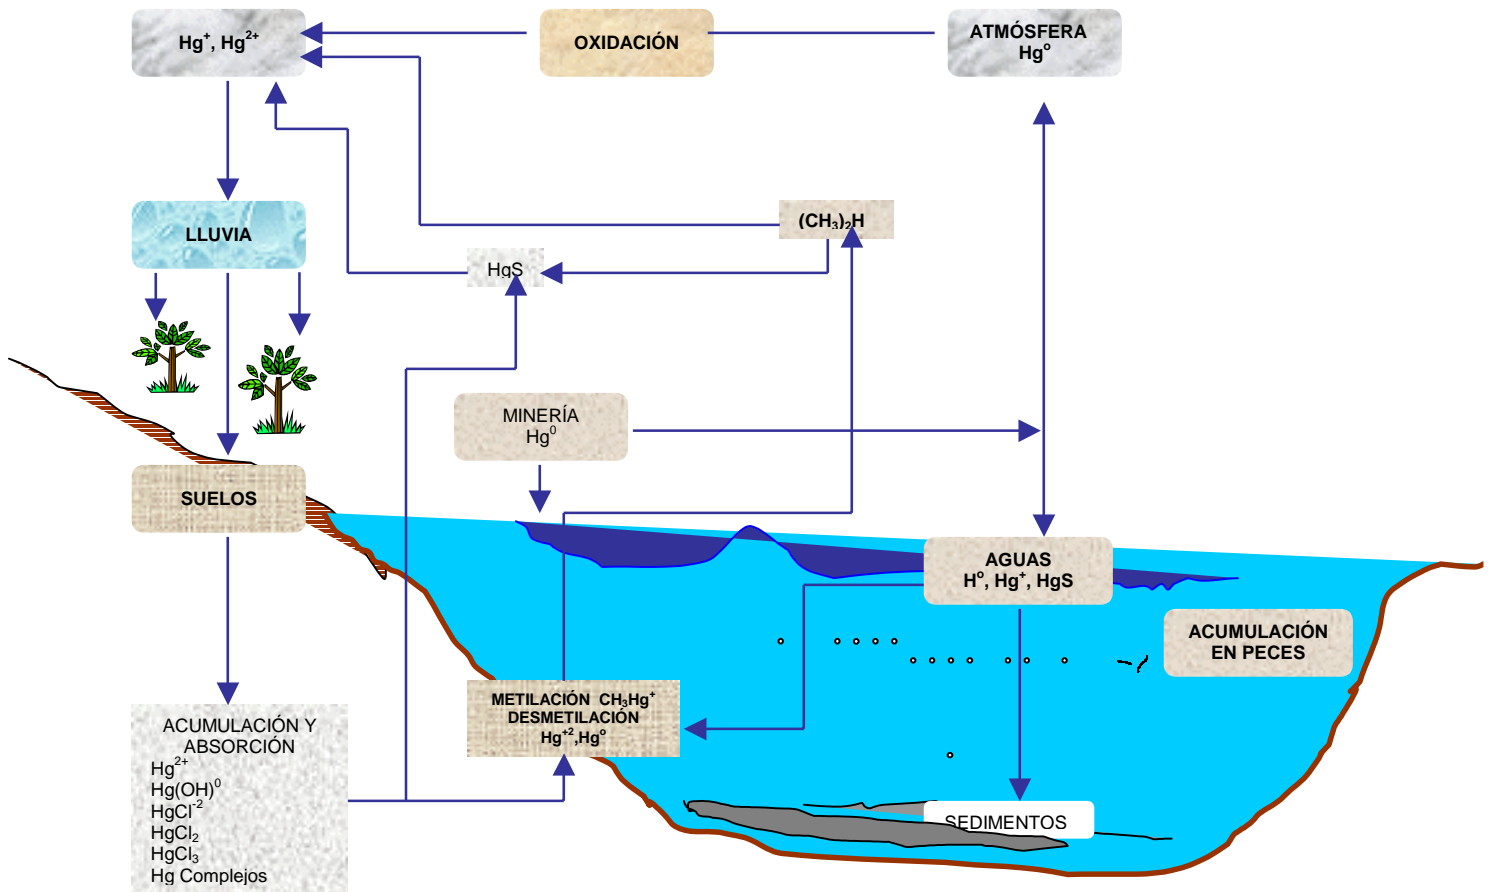 Hg⁺, Hg²⁺
OXIDACIÓN
ATMÓSFERA
Hgº
LLUVIA
(CH₃)₂H
HgS
MINERÍA
Hg⁰
SUELOS
AGUAS
Hº, Hg⁺, HgS
ACUMULACIÓN
EN PECES
METILACIÓN CH₃Hg⁺
DESMETILACIÓN
Hg⁺²,Hgº
ACUMULACIÓN Y
ABSORCIÓN
Hg²⁺
Hg(OH)⁰
HgCl⁻²
HgCl₂
HgCl₃
Hg Complejos
SEDIMENTOS